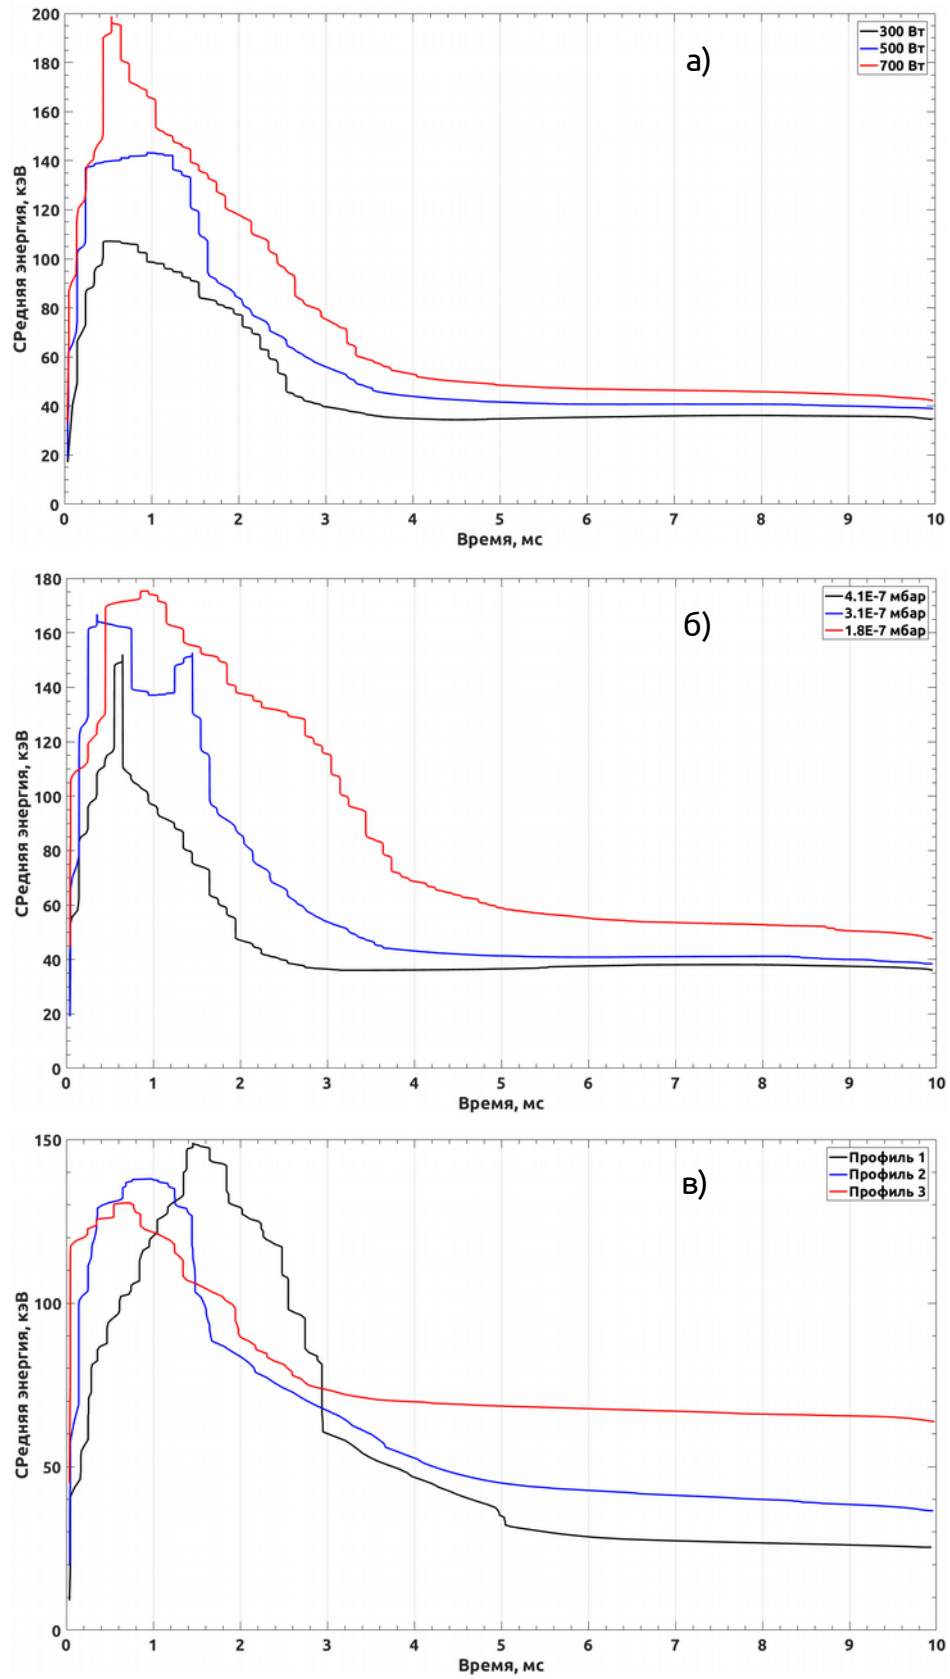 200
180
160
140
120
100
80
60
40
20
0
СРедняя энергия, кэВ
а)
300 Вт
500 Вт
700 Вт
0 1 2 3 4 5 6 7 8 9 10
Время, мс
180
160
140
120
100
80
60
40
20
0
СРедняя энергия, кэВ
б)
4.1E-7 мбар
3.1E-7 мбар
1.8E-7 мбар
0 1 2 3 4 5 6 7 8 9 10
Время, мс
150
100
50
0
СРедняя энергия, кэВ
в)
Профиль 1
Профиль 2
Профиль 3
0 1 2 3 4 5 6 7 8 9 10
Время, мс